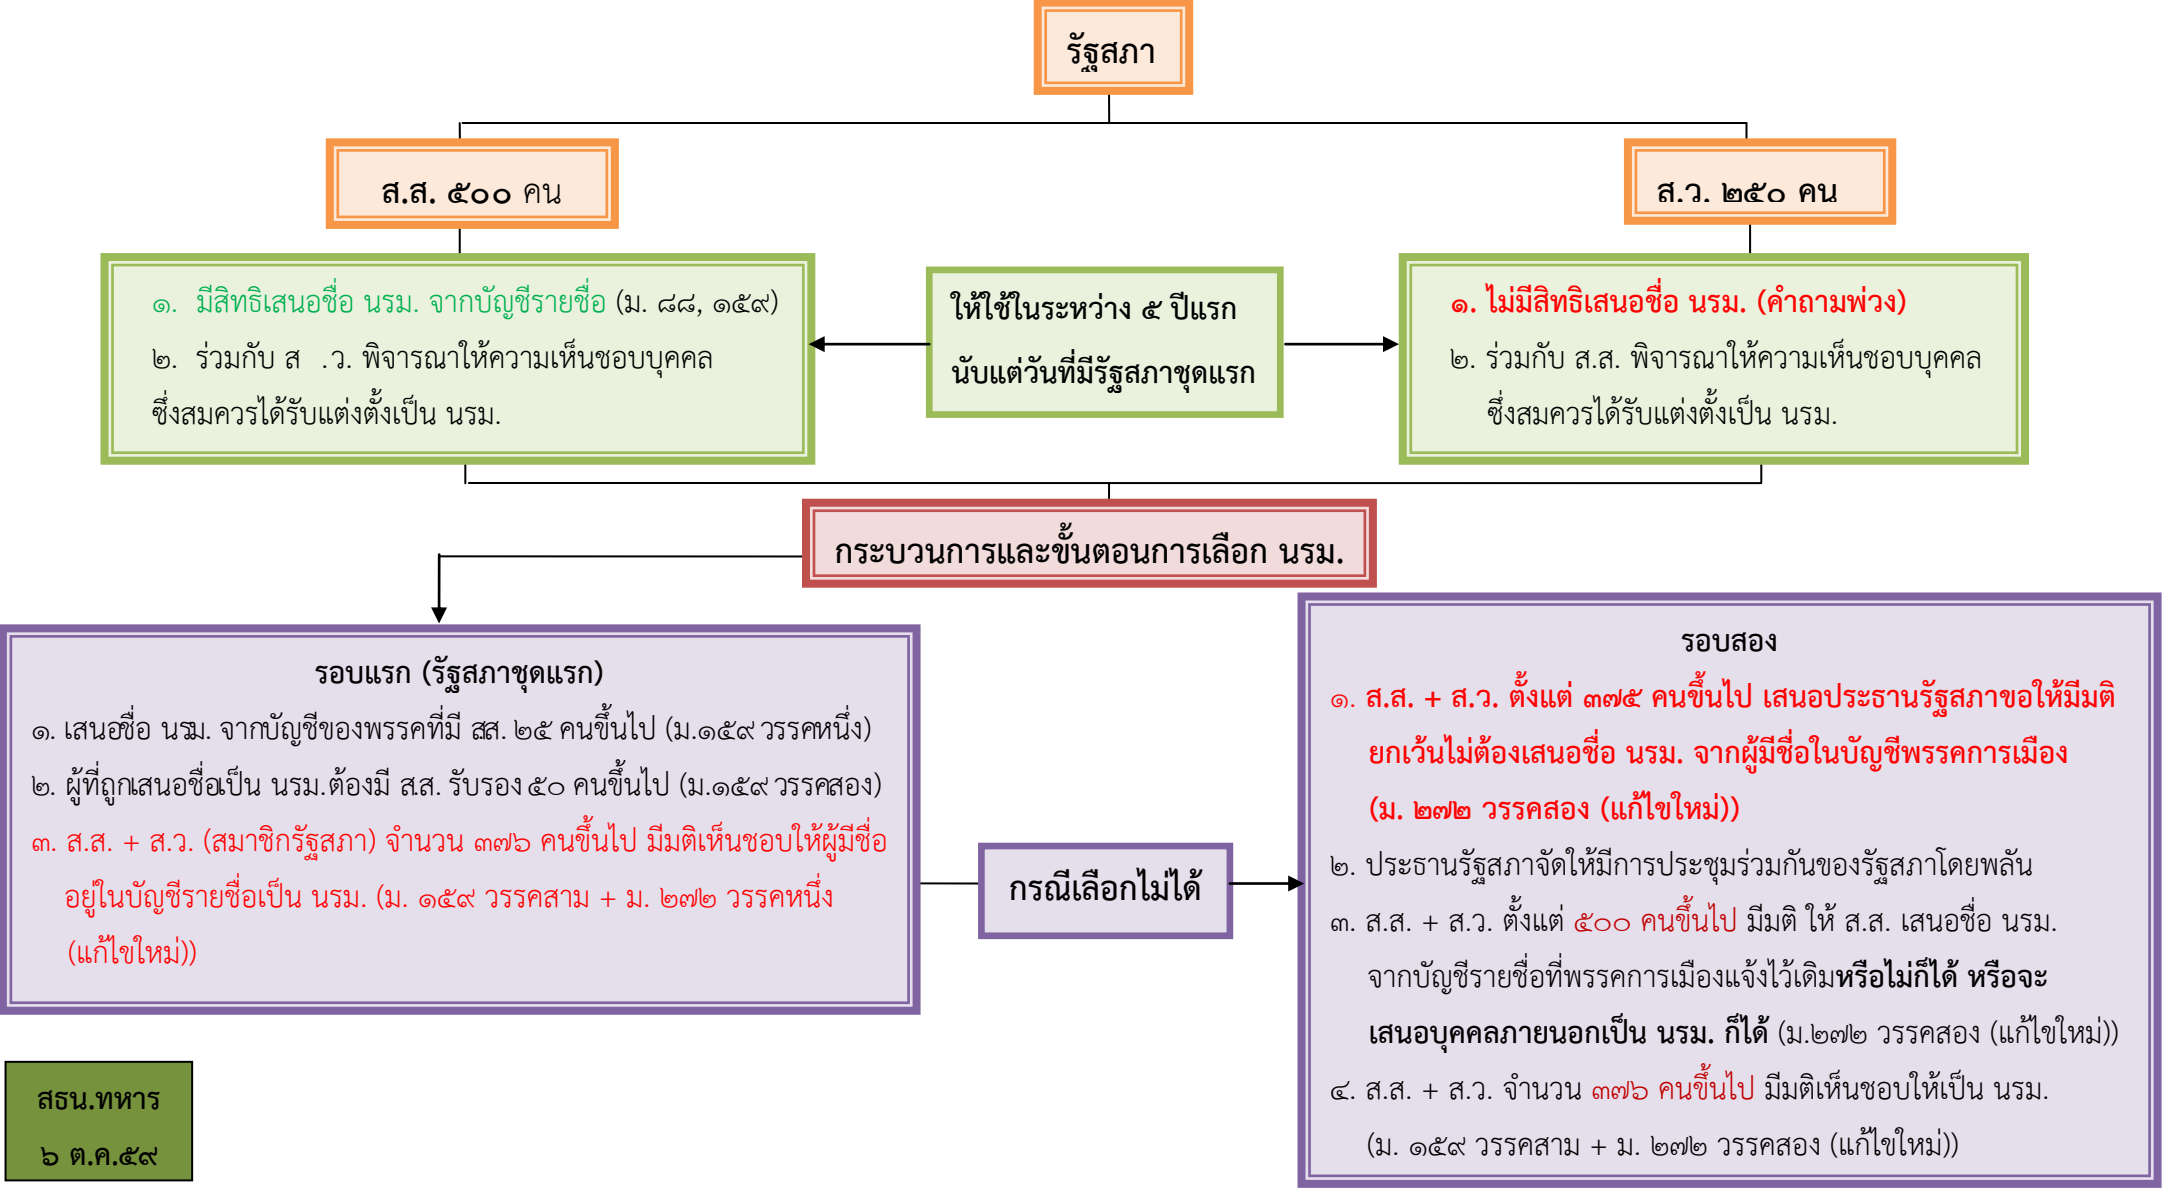 รัฐสภา
ส.ส. ๕๐๐ คน
ส.ว. ๒๕๐ คน
๑. มีสิทธิเสนอชื่อ นรม. จากบัญชีรายชื่อ (ม. ๘๘, ๑๕๙)
๒. ร่วมกับ ส .ว. พิจารณาให้ความเห็นชอบบุคคล
ซึ่งสมควรได้รับแต่งตั้งเป็น นรม.
ให้ใช้ในระหว่าง ๕ ปีแรก
นับแต่วันที่มีรัฐสภาชุดแรก
๑. ไม่มีสิทธิเสนอชื่อ นรม. (คำถามพ่วง)
๒. ร่วมกับ ส.ส. พิจารณาให้ความเห็นชอบบุคคล
ซึ่งสมควรได้รับแต่งตั้งเป็น นรม.
กระบวนการและขั้นตอนการเลือก นรม.
รอบแรก (รัฐสภาชุดแรก)
๑. เสนอชื่อ นรม. จากบัญชีของพรรคที่มี สส. ๒๕ คนขึ้นไป (ม.๑๕๙ วรรคหนึ่ง)
๒. ผู้ที่ถูกเสนอชื่อเป็น นรม. ต้องมี ส.ส. รับรอง ๕๐ คนขึ้นไป (ม.๑๕๙ วรรคสอง)
๓. ส.ส. + ส.ว. (สมาชิกรัฐสภา) จำนวน ๓๗๖ คนขึ้นไป มีมติเห็นชอบให้ผู้มีชื่อ
อยู่ในบัญชีรายชื่อเป็น นรม. (ม. ๑๕๙ วรรคสาม + ม. ๒๗๒ วรรคหนึ่ง
(แก้ไขใหม่))
กรณีเลือกไม่ได้
รอบสอง
๑. ส.ส. + ส.ว. ตั้งแต่ ๓๗๕ คนขึ้นไป เสนอประธานรัฐสภาขอให้มีมติ
ยกเว้นไม่ต้องเสนอชื่อ นรม. จากผู้มีชื่อในบัญชีพรรคการเมือง
(ม. ๒๗๒ วรรคสอง (แก้ไขใหม่))
๒. ประธานรัฐสภาจัดให้มีการประชุมร่วมกันของรัฐสภาโดยพลัน
๓. ส.ส. + ส.ว. ตั้งแต่ ๕๐๐ คนขึ้นไป มีมติ ให้ ส.ส. เสนอชื่อ นรม.
จากบัญชีรายชื่อที่พรรคการเมืองแจ้งไว้เดิมหรือไม่ก็ได้ หรือจะ
เสนอบุคคลภายนอกเป็น นรม. ก็ได้ (ม.๒๗๒ วรรคสอง (แก้ไขใหม่))
๔. ส.ส. + ส.ว. จำนวน ๓๗๖ คนขึ้นไป มีมติเห็นชอบให้เป็น นรม.
(ม. ๑๕๙ วรรคสาม + ม. ๒๗๒ วรรคสอง (แก้ไขใหม่))
สธน.ทหาร
๖ ต.ค.๕๙